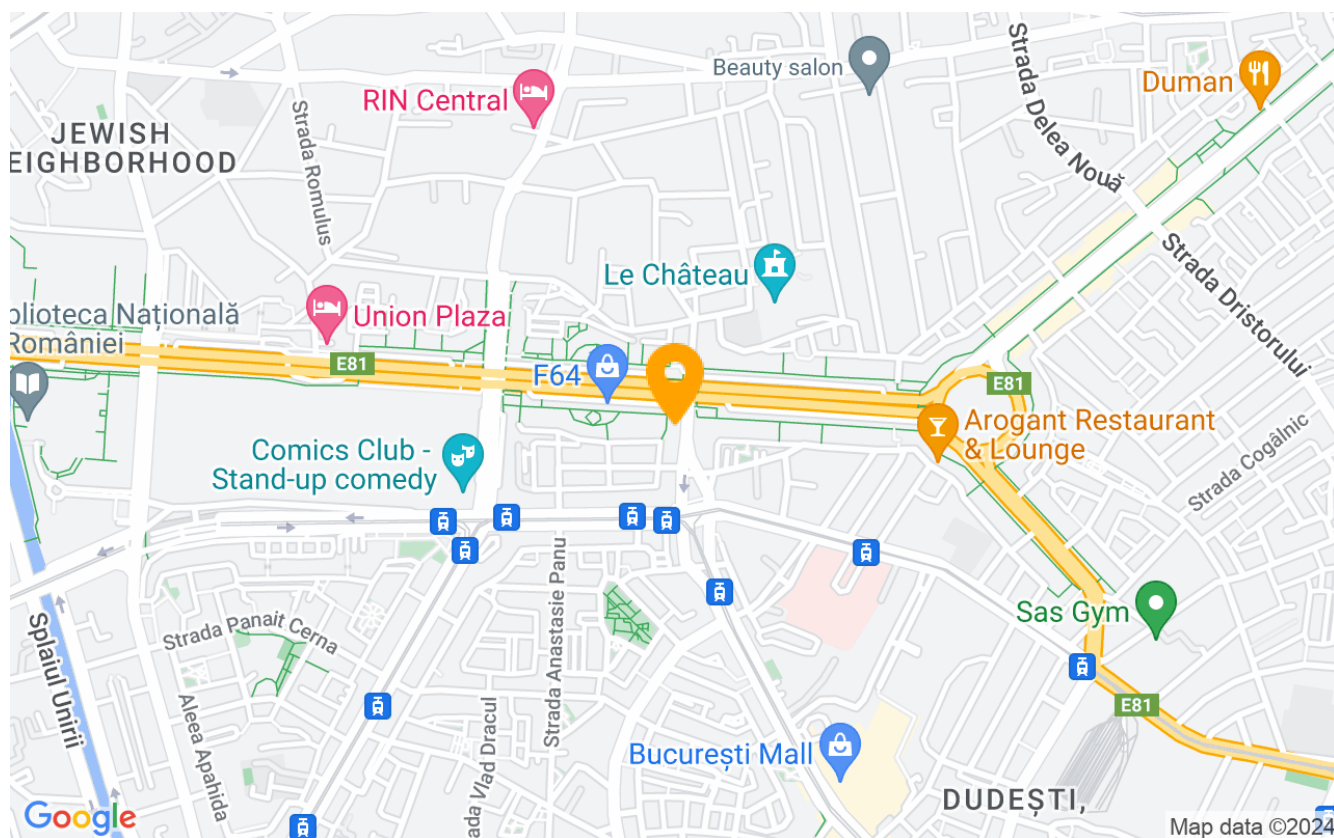 Beauty salon
Strada Delea Nouă
Duman
RIN Central
JEWISH
EIGHBORHOOD
Strada Romulus
Le Château
Strada Dristorului
blioteca Națională
României
Union Plaza
E81
F64
E81
Arogant Restaurant
& Lounge
Comics Club -
Stand-up comedy
Strada Cogâlnic
Strada Anastasie Panu
Sas Gym
Splaiul Unirii
Strada Panait Cerna
Aleea Apahida
ada Vlad Dracul
E81
București Mall
DUDEȘTI,
Google
Map data ©2024